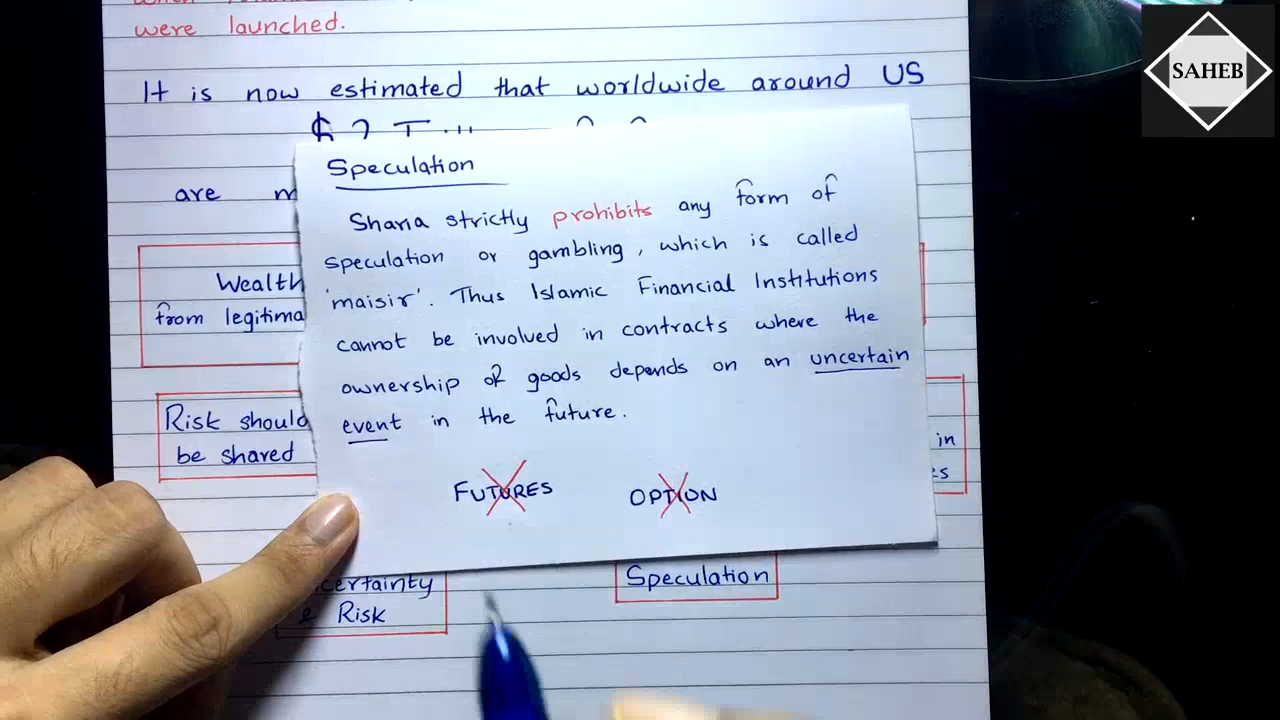 were launched.
It is now estimated that worldwide around US
are
Speculation
Sharia strictly prohibits any form of
speculation or gambling, which is called
'maisir'. Thus Islamic Financial Institutions
cannot be involved in contracts where the
ownership of goods depends on an uncertain
event in the future.
FUTURES OPTION
Wealth
from legitima
Risk should
be shared
in
es
certainty
& Risk
Speculation
SAHEB